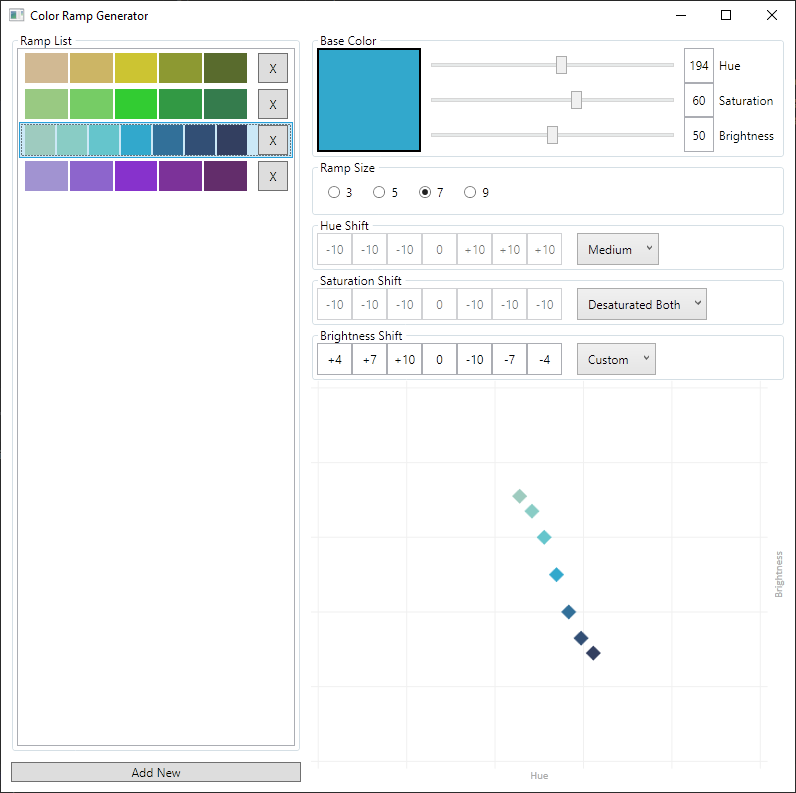 Color Ramp Generator
Ramp List
X
X
X
X
Add New
Base Color
194 Hue
60 Saturation
50 Brightness
Ramp Size
3 5 7 9
Hue Shift
-10 -10 -10 0 +10 +10 +10 Medium
Saturation Shift
-10 -10 -10 0 -10 -10 -10 Desaturated Both
Brightness Shift
+4 +7 +10 0 -10 -7 -4 Custom
Brightness
Hue